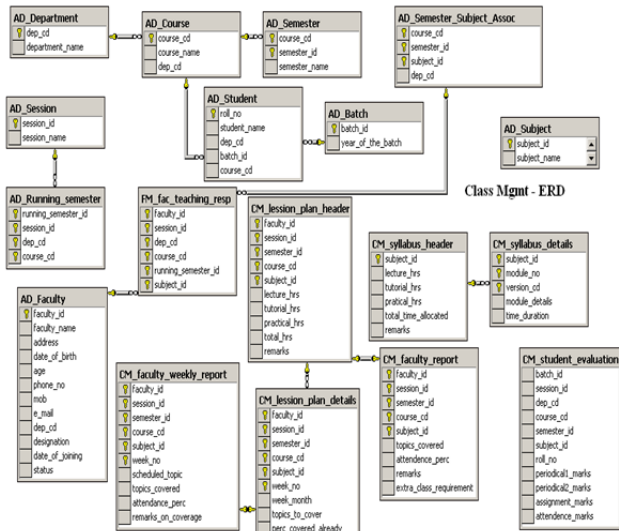 AD_Department
dep_cd
department_name
AD_Course
course_cd
course_name
dep_cd
AD_Semester
course_cd
semester_id
semester_name
AD_Semester_Subject_Assoc
course_cd
semester_id
subject_id
dep_cd
AD_Session
session_id
session_name
AD_Student
roll_no
student_name
dep_cd
batch_id
course_cd
AD_Batch
batch_id
year_of_the_batch
AD_Subject
subject_id
subject_name
Class Mgmt - ERD
AD_Running_semester
running_semester_id
session_id
dep_cd
course_cd
FM_fac_teaching_resp
faculty_id
session_id
dep_cd
course_cd
running_semester_id
subject_id
CM_lession_plan_header
faculty_id
session_id
semester_id
course_cd
subject_id
lecture_hrs
tutorial_hrs
practical_hrs
total_hrs
remarks
CM_syllabus_header
subject_id
lecture_hrs
tutorial_hrs
pratical_hrs
total_time_allocated
remarks
CM_syllabus_details
subject_id
module_no
version_cd
module_details
time_duration
AD_Faculty
faculty_id
faculty_name
address
date_of_birth
age
phone_no
mob
e_mail
dep_cd
designation
date_of_joining
status
CM_faculty_weekly_report
faculty_id
session_id
semester_id
course_cd
subject_id
week_no
scheduled_topic
topics_covered
attendance_perc
remarks_on_coverage
CM_lession_plan_details
faculty_id
session_id
semester_id
course_cd
subject_id
week_no
week_month
topics_to_cover
perc_covered_already
CM_faculty_report
faculty_id
session_id
semester_id
course_cd
subject_id
topics_covered
attendence_perc
remarks
extra_class_requirement
CM_student_evaluation
batch_id
session_id
dep_cd
course_cd
semester_id
subject_id
roll_no
periodical1_marks
periodical2_marks
assignment_marks
attendence_marks